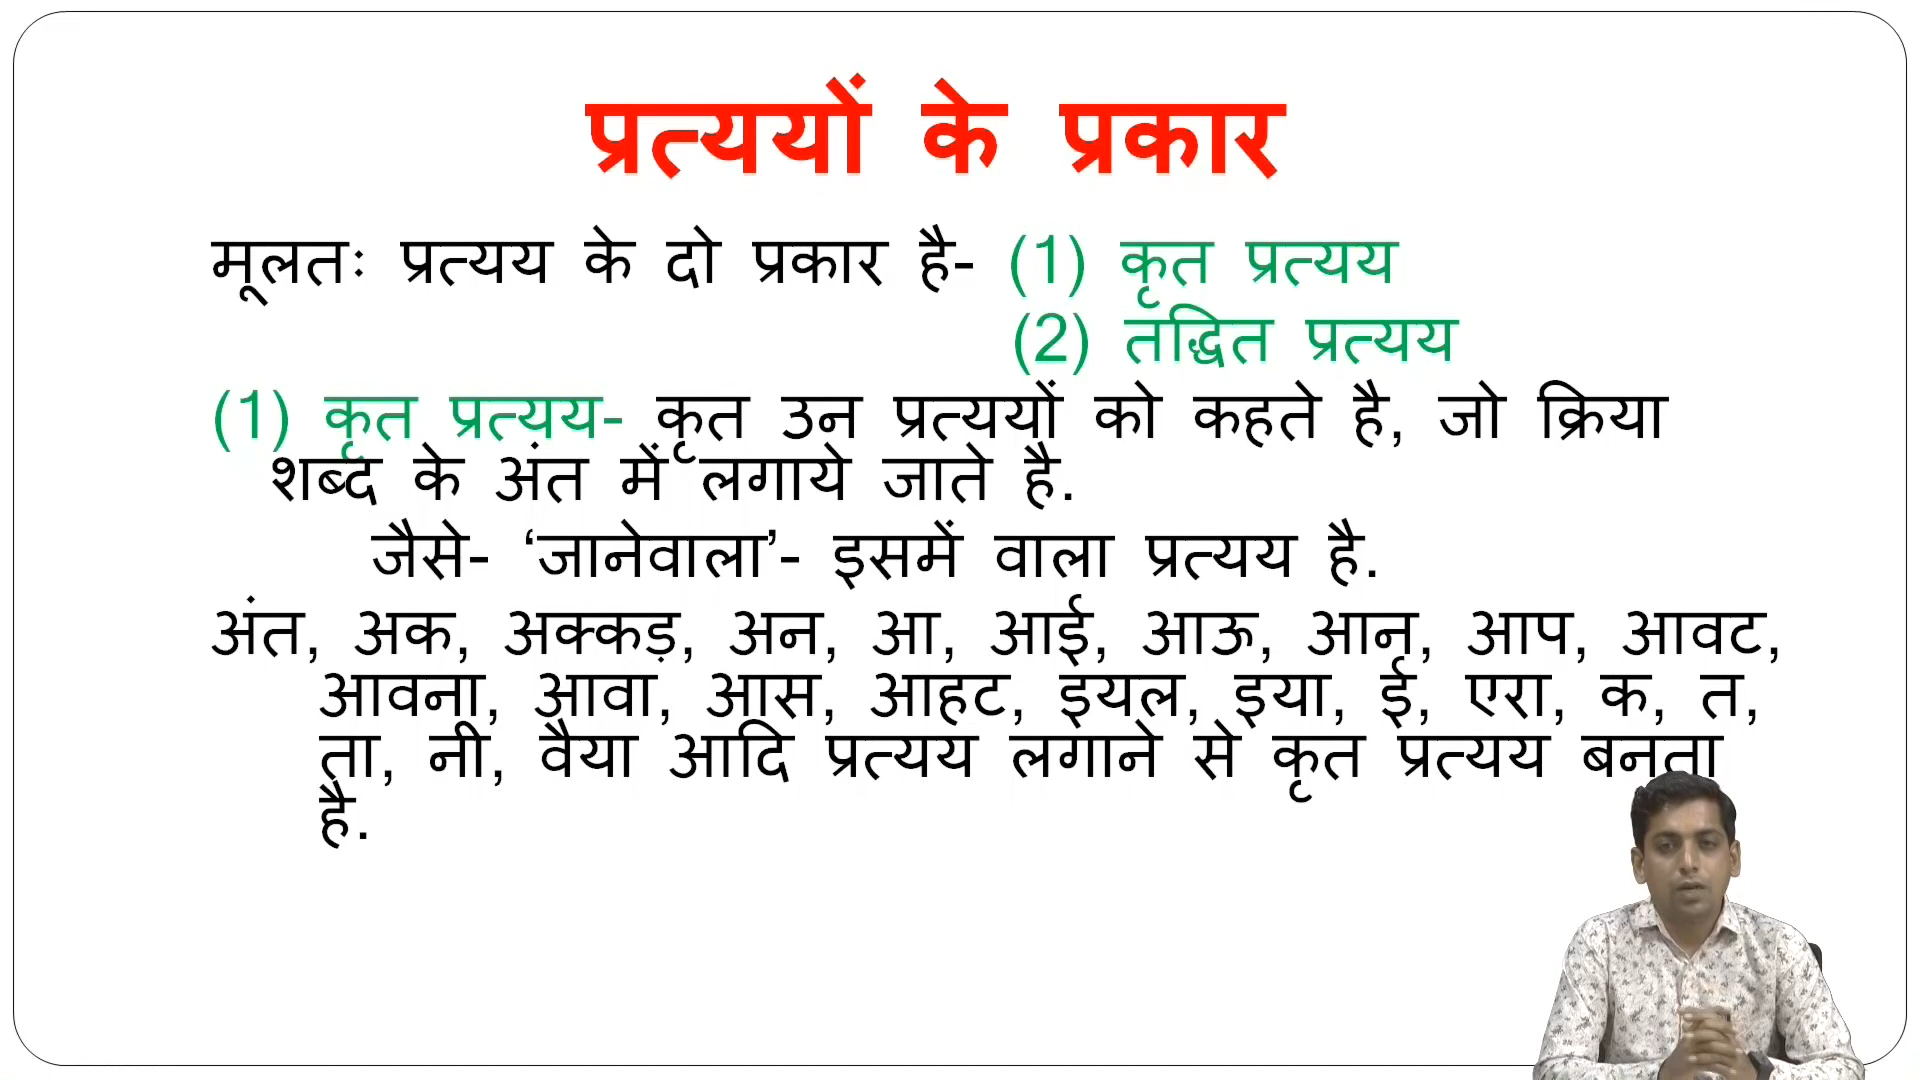 प्रत्ययों के प्रकार
मूलतः प्रत्यय के दो प्रकार है- (1) कृत प्रत्यय
(2) तद्धित प्रत्यय
(1) कृत प्रत्यय- कृत उन प्रत्ययों को कहते है, जो क्रिया
शब्द के अंत में लगाये जाते है.
जैसे- ‘जानेवाला’- इसमें वाला प्रत्यय है.
अंत, अक, अक्कड़, अन, आ, आई, आऊ, आन, आप, आवट,
आवना, आवा, आस, आहट, इयल, इया, ई, एरा, क, त,
ता, नी, वैया आदि प्रत्यय लगाने से कृत प्रत्यय बनता
है.